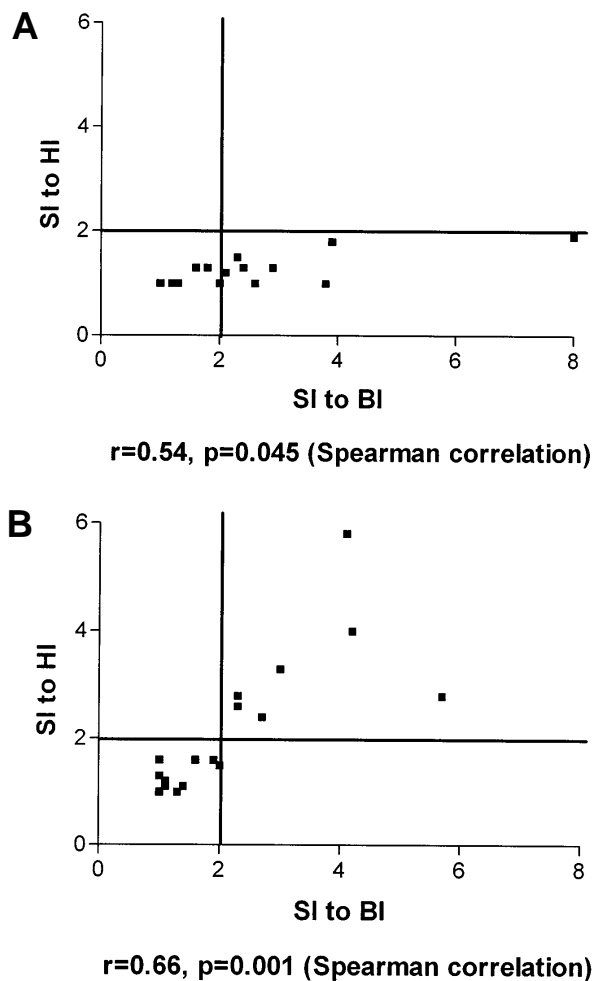 A
6
4
2
0
SI to HI
0 2 4 6 8
SI to BI
r=0.54, p=0.045 (Spearman correlation)
B
6
4
2
0
SI to HI
0 2 4 6 8
SI to BI
r=0.66, p=0.001 (Spearman correlation)